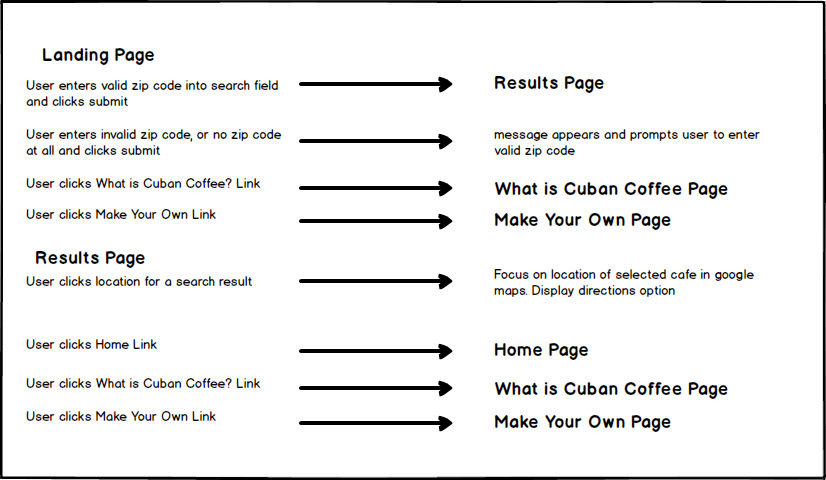 Landing Page
User enters valid zip code into search field
and clicks submit
Results Page
User enters invalid zip code, or no zip code
at all and clicks submit
message appears and prompts user to enter
valid zip code
User clicks What is Cuban Coffee? Link
What is Cuban Coffee Page
User clicks Make Your Own Link
Make Your Own Page
Results Page
User clicks location for a search result
Focus on location of selected cafe in google
maps. Display directions option
User clicks Home Link
Home Page
User clicks What is Cuban Coffee? Link
What is Cuban Coffee Page
User clicks Make Your Own Link
Make Your Own Page